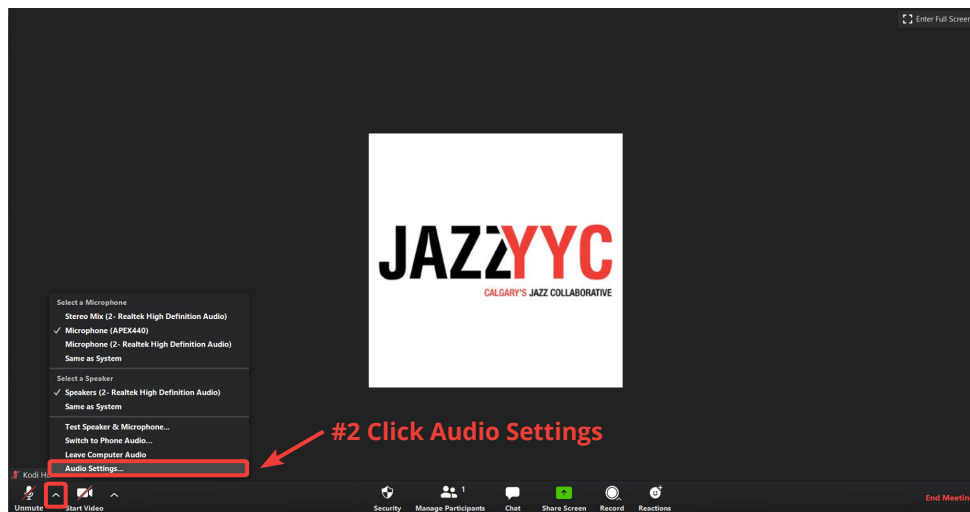 Enter Full Screen
JAZZYYC
CALGARY'S JAZZ COLLABORATIVE
Select a Microphone
Stereo Mix (2- Realtek High Definition Audio)
✓ Microphone (APEX440)
Microphone (2- Realtek High Definition Audio)
Same as System
Select a Speaker
✓ Speakers (2- Realtek High Definition Audio)
Same as System
Test Speaker & Microphone...
Switch to Phone Audio...
Leave Computer Audio
Audio Settings...
#2 Click Audio Settings
Kodi
1
Unmute
Start Video
Security
Manage Participants
Chat
Share Screen
Record
Reactions
End Meetin